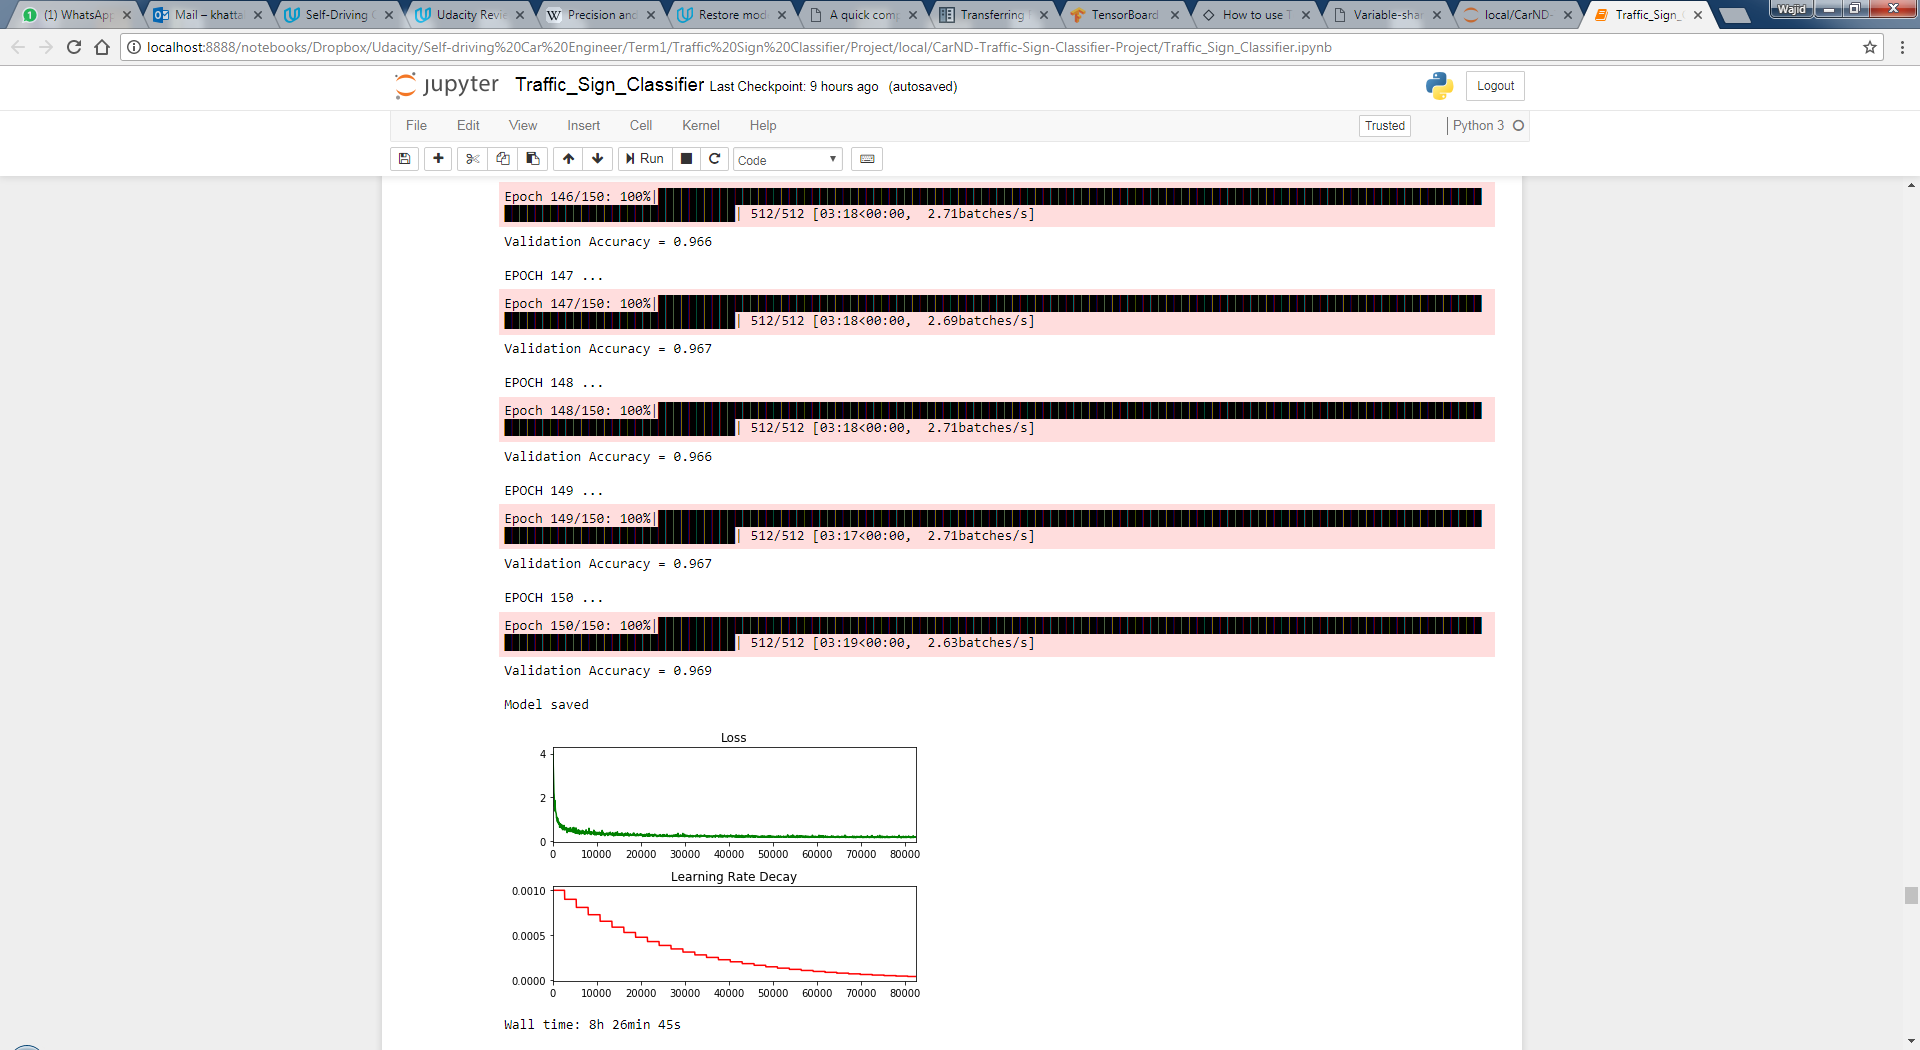 (1) WhatsApp
Mail – khatta
Self-Driving
Udacity Revie
Precision and
Restore mod
A quick comp
Transferring
TensorBoard
How to use T
Variable-shar
local/CarND-
Traffic_Sign_
Wajid
localhost:8888/notebooks/Dropbox/Udacity/Self-driving%20Car%20Engineer/Term1/Traffic%20Sign%20Classifier/Project/local/CarND-Traffic-Sign-Classifier-Project/Traffic_Sign_Classifier.ipynb
jupyter Traffic_Sign_Classifier Last Checkpoint: 9 hours ago (autosaved)
Logout
File Edit View Insert Cell Kernel Help
Trusted
Python 3
Run
Code
Epoch 146/150: 100%|
| 512/512 [03:18<00:00, 2.71batches/s]
Validation Accuracy = 0.966
EPOCH 147 ...
Epoch 147/150: 100%|
| 512/512 [03:18<00:00, 2.69batches/s]
Validation Accuracy = 0.967
EPOCH 148 ...
Epoch 148/150: 100%|
| 512/512 [03:18<00:00, 2.71batches/s]
Validation Accuracy = 0.966
EPOCH 149 ...
Epoch 149/150: 100%|
| 512/512 [03:17<00:00, 2.71batches/s]
Validation Accuracy = 0.967
EPOCH 150 ...
Epoch 150/150: 100%|
| 512/512 [03:19<00:00, 2.63batches/s]
Validation Accuracy = 0.969
Model saved
Loss
4
2
0
0 10000 20000 30000 40000 50000 60000 70000 80000
Learning Rate Decay
0.0010
0.0005
0.0000
0 10000 20000 30000 40000 50000 60000 70000 80000
Wall time: 8h 26min 45s